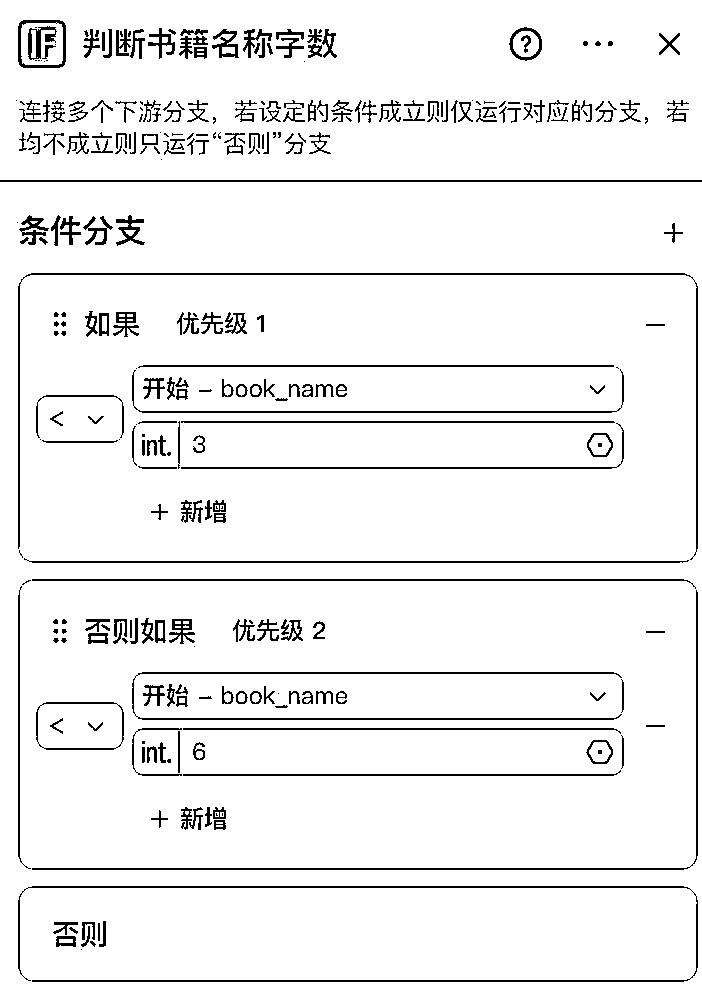 IF 判断书籍名称字数
连接多个下游分支，若设定的条件成立则仅运行对应的分支，若
均不成立则只运行“否则”分支
条件分支
如果 优先级 1
开始 – book_name
<
int. 3
+ 新增
否则如果 优先级 2
开始 – book_name
<
int. 6
+ 新增
否则